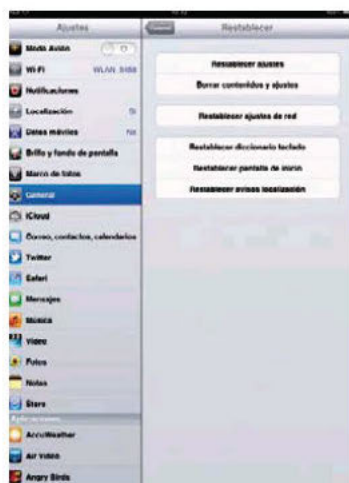 Ajustes
Modo Avión
Wi-Fi
Notificaciones
Localización
Sí
Datos móviles
No
Brillo y fondo de pantalla
Marco de fotos
General
iCloud
Correo, contactos, calendarios
Twitter
Safari
Mensajes
Música
Vídeo
Fotos
Notas
Store
Aplicaciones
AccuWeather
Air Video
Angry Birds
General
Restablecer
Restablecer ajustes
Borrar contenidos y ajustes
Restablecer ajustes de red
Restablecer diccionario teclado
Restablecer pantalla de inicio
Restablecer avisos localización